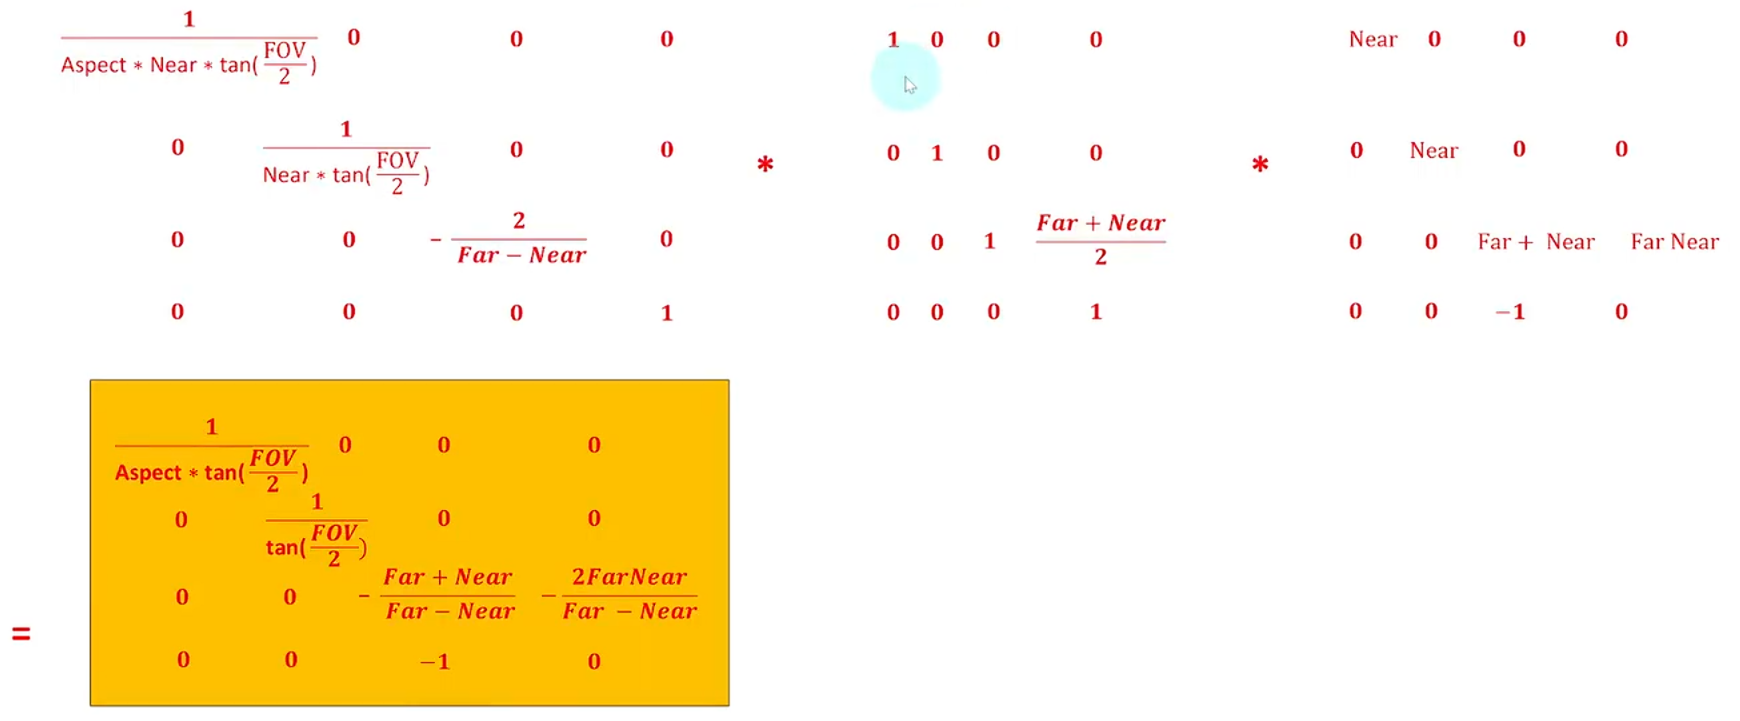 1/(Aspect * Near * tan(FOV/2)) 0 0 0
0 1/(Near * tan(FOV/2)) 0 0
0 0 - 2/(Far − Near) 0
0 0 0 1
*
1 0 0 0
0 1 0 0
0 0 1 (Far + Near)/2
0 0 0 1
*
Near 0 0 0
0 Near 0 0
0 0 Far + Near Far Near
0 0 −1 0
=
1/(Aspect * tan(FOV/2)) 0 0 0
0 1/(tan(FOV/2)) 0 0
0 0 - (Far + Near)/(Far − Near) − 2FarNear/(Far − Near)
0 0 −1 0